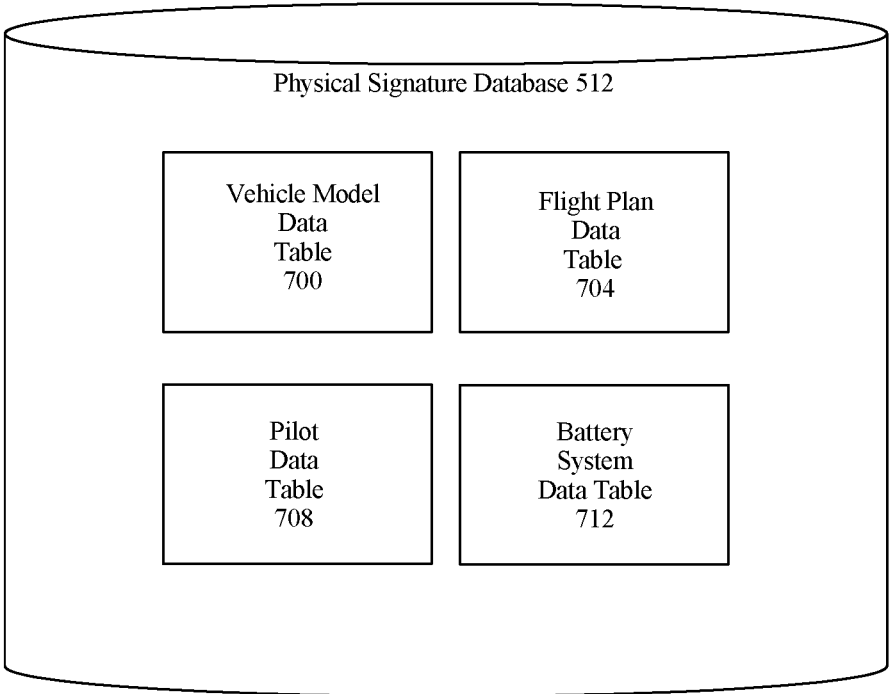 Physical Signature Database 512
Vehicle Model
Data
Table
700
Flight Plan
Data
Table
704
Pilot
Data
Table
708
Battery
System
Data Table
712